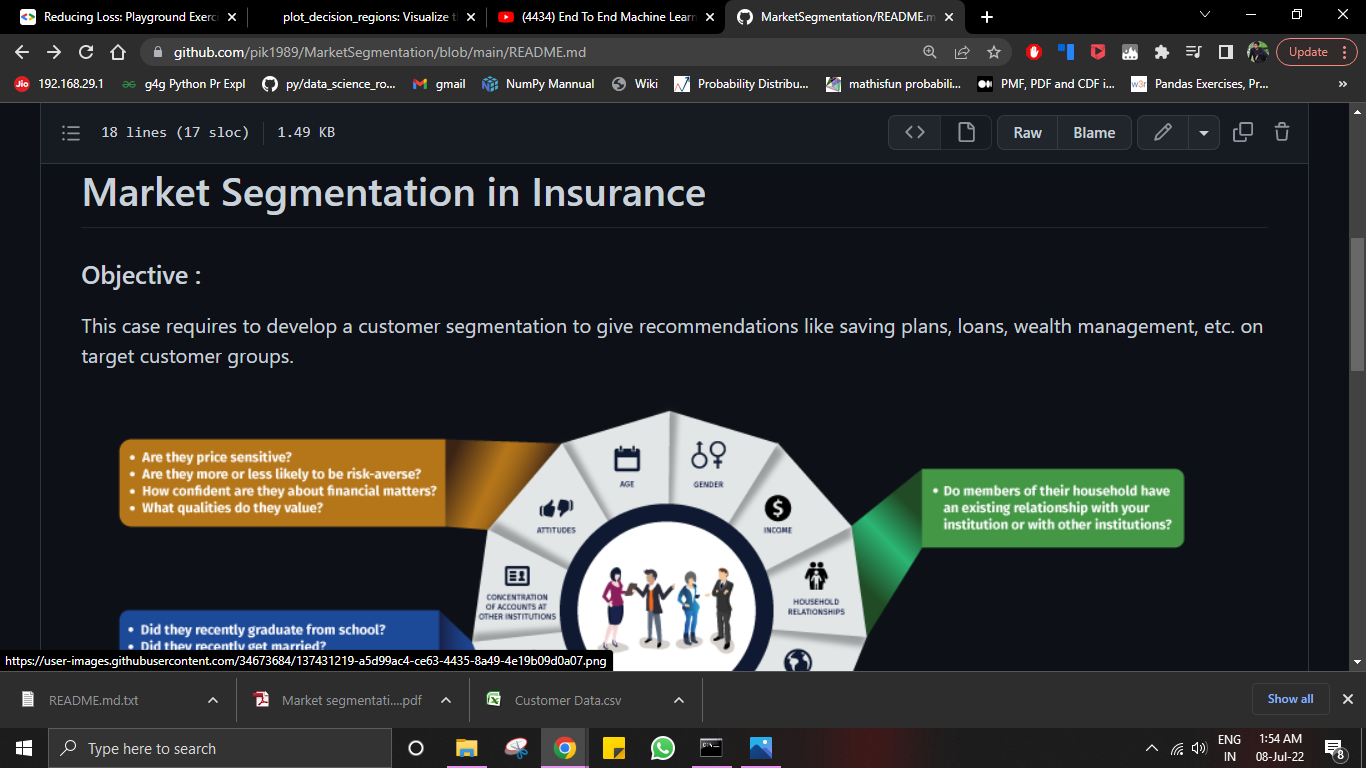 Reducing Loss: Playground Exerc
plot_decision_regions: Visualize t
(4434) End To End Machine Learn
MarketSegmentation/README.m
github.com/pik1989/MarketSegmentation/blob/main/README.md
Update
Jio 192.168.29.1
g4g Python Pr Expl
py/data_science_ro...
gmail
NumPy Mannual
Wiki
Probability Distribu...
mathisfun probabili...
PMF, PDF and CDF i...
w3r Pandas Exercises, Pr...
»
18 lines (17 sloc)
1.49 KB
<>
Raw
Blame
Market Segmentation in Insurance
Objective :
This case requires to develop a customer segmentation to give recommendations like saving plans, loans, wealth management, etc. on
target customer groups.
• Are they price sensitive?
• Are they more or less likely to be risk-averse?
• How confident are they about financial matters?
• What qualities do they value?
AGE
GENDER
ATTITUDES
INCOME
CONCENTRATION
OF ACCOUNTS AT
OTHER INSTITUTIONS
HOUSEHOLD
RELATIONSHIPS
• Do members of their household have
an existing relationship with your
institution or with other institutions?
• Did they recently graduate from school?
• Did they recently get married?
https://user-images.githubusercontent.com/34673684/137431219-a5d99ac4-ce63-4435-8a49-4e19b09d0a07.png
README.md.txt
Market segmentati....pdf
Customer Data.csv
Show all
Type here to search
ENG
IN
1:54 AM
08-Jul-22
8